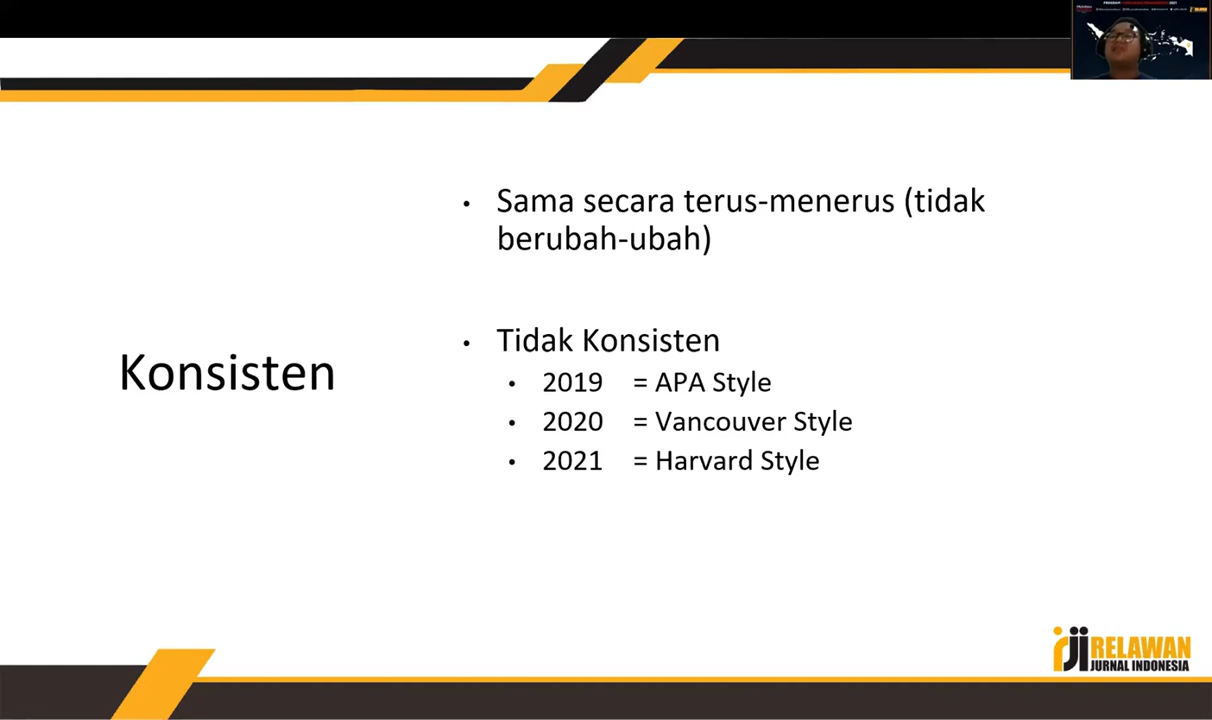 Sama secara terus-menerus (tidak
berubah-ubah)
Konsisten
Tidak Konsisten
2019 = APA Style
2020 = Vancouver Style
2021 = Harvard Style
RELAWAN
JURNAL INDONESIA